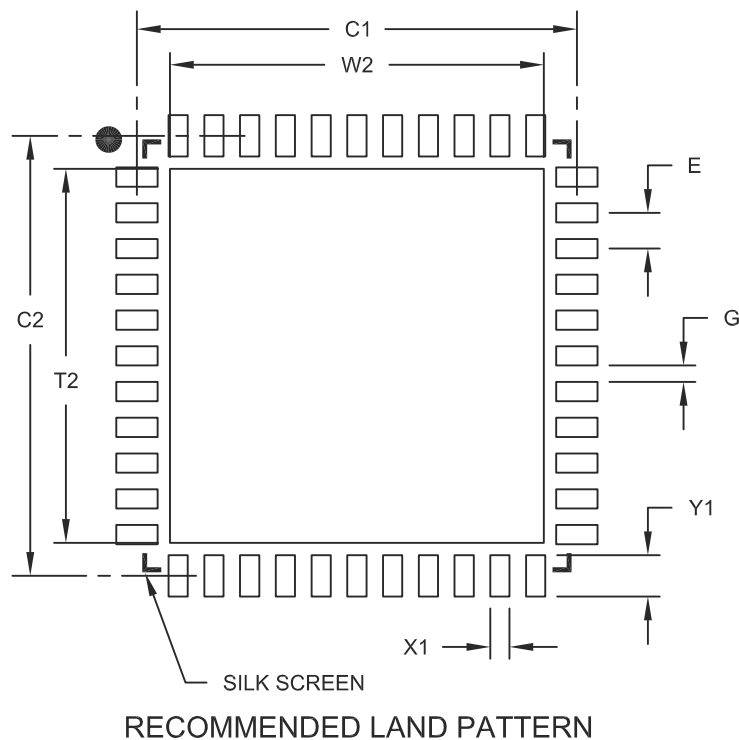 C1
W2
E
C2
G
T2
Y1
X1
SILK SCREEN
RECOMMENDED LAND PATTERN